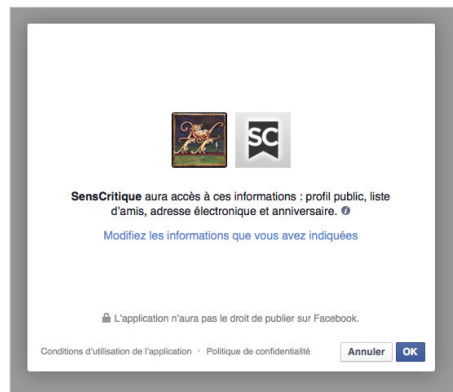 SC
SensCritique aura accès à ces informations : profil public, liste
d'amis, adresse électronique et anniversaire.
Modifiez les informations que vous avez indiquées
L'application n'aura pas le droit de publier sur Facebook.
Conditions d'utilisation de l'application · Politique de confidentialité
Annuler OK